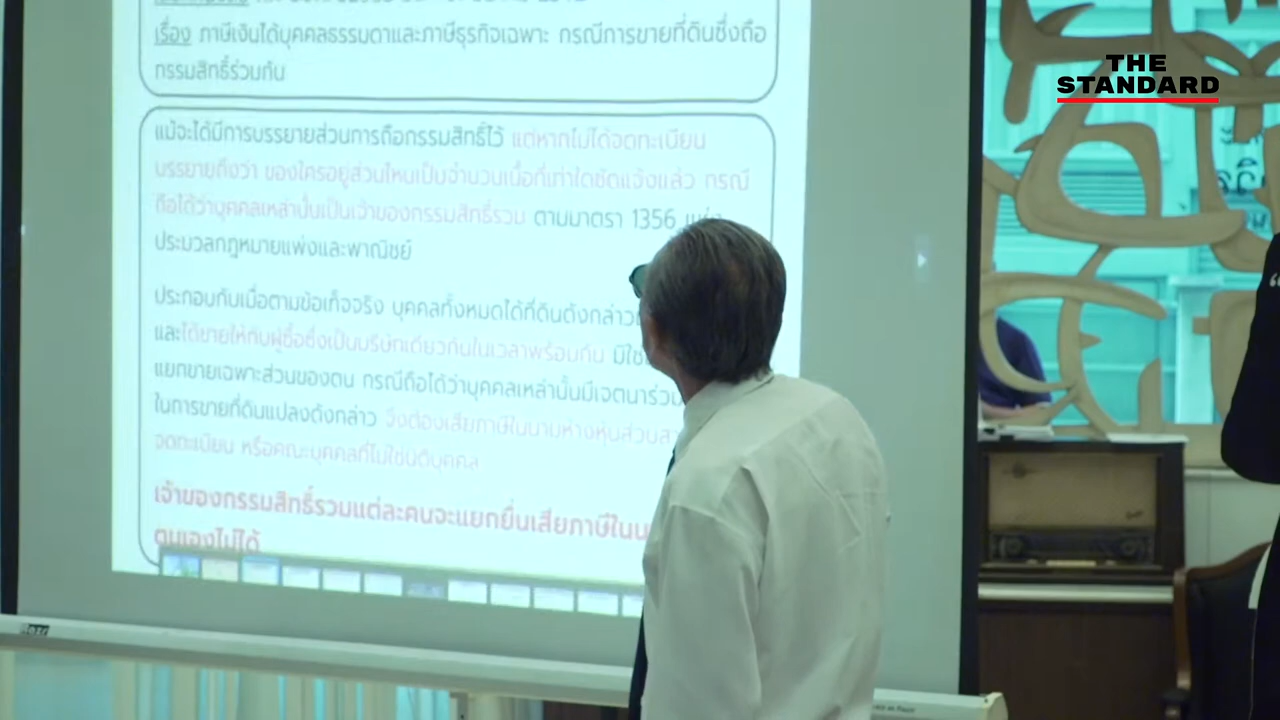 เรื่อง ภาษีเงินได้บุคคลธรรมดาและภาษีธุรกิจเฉพาะ กรณีการขายที่ดินซึ่งถือ
กรรมสิทธิ์ร่วมกัน
แม้จะได้มีการบรรยายส่วนการถือกรรมสิทธิ์ไว้ แต่หากไม่ได้จดทะเบียน
บรรยายถึงว่า ของใครอยู่ส่วนไหนเป็นจำนวนเนื้อที่เท่าใดชัดแจ้งแล้ว กรณี
ถือได้ว่าบุคคลเหล่านั้นเป็นเจ้าของกรรมสิทธิ์รวม ตามมาตรา 1356 แห่ง
ประมวลกฎหมายแพ่งและพาณิชย์
ประกอบกับเมื่อตามข้อเท็จจริง บุคคลทั้งหมดได้ที่ดินดังกล่าว
และได้ขายให้กับผู้ซื้อซึ่งเป็นบริษัทเดียวกันในเวลาพร้อมกัน มิใช่
แยกขายเฉพาะส่วนของตน กรณีถือได้ว่าบุคคลเหล่านั้นมีเจตนาร่วม
ในการขายที่ดินแปลงดังกล่าว จึงต้องเสียภาษีในนามห้างหุ้นส่วน
จดทะเบียน หรือคณะบุคคลที่ไม่ใช่นิติบุคคล
เจ้าของกรรมสิทธิ์รวมแต่ละคนจะแยกยื่นเสียภาษีใน
ตนเองไม่ได้
THE
STANDARD